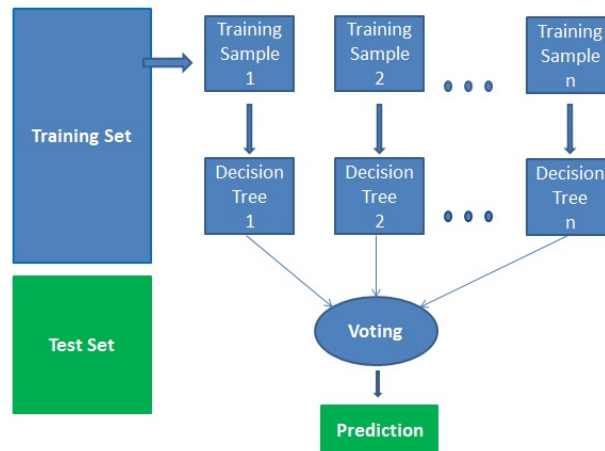 Training Set
Training
Sample
1
Training
Sample
2
Training
Sample
n
Decision
Tree
1
Decision
Tree
2
Decision
Tree
n
Test Set
Voting
Prediction